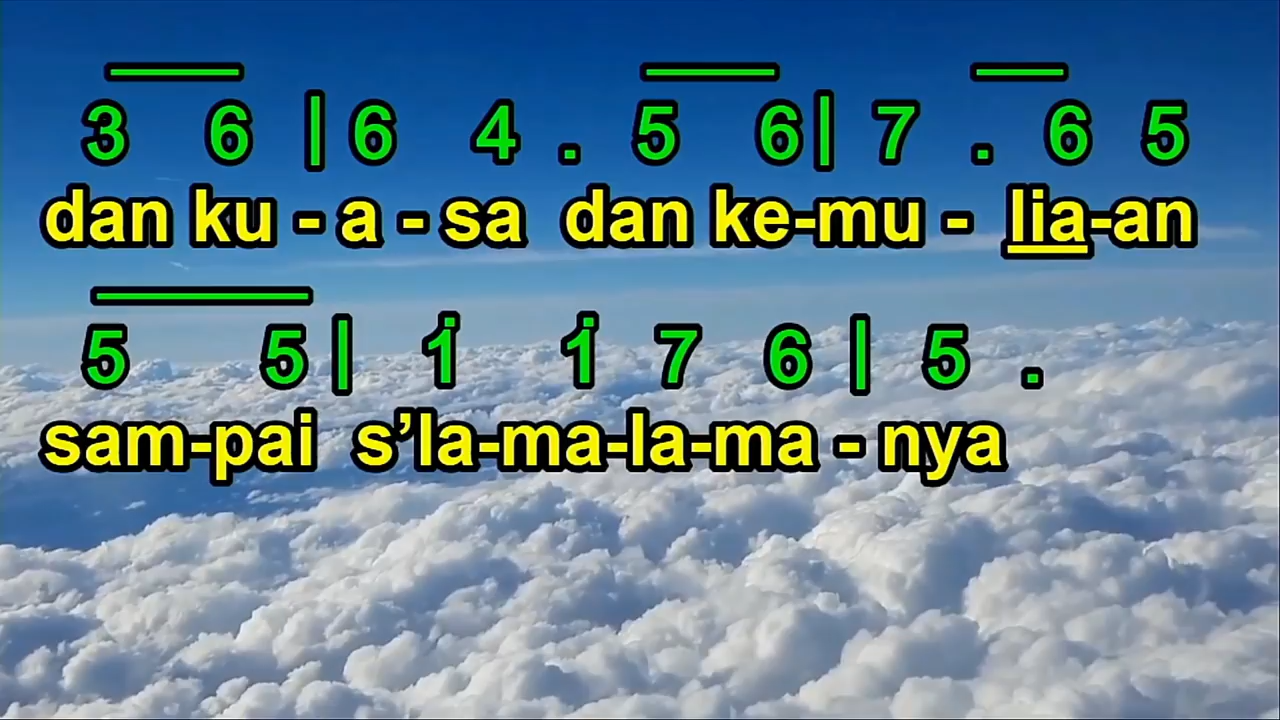 3 6 | 6 4 . 5 6 | 7 . 6 5
dan ku - a - sa dan ke-mu - lia-an
5 5 | 1̇ 1̇ 7 6 | 5 .
sam-pai s’la-ma-la-ma - nya